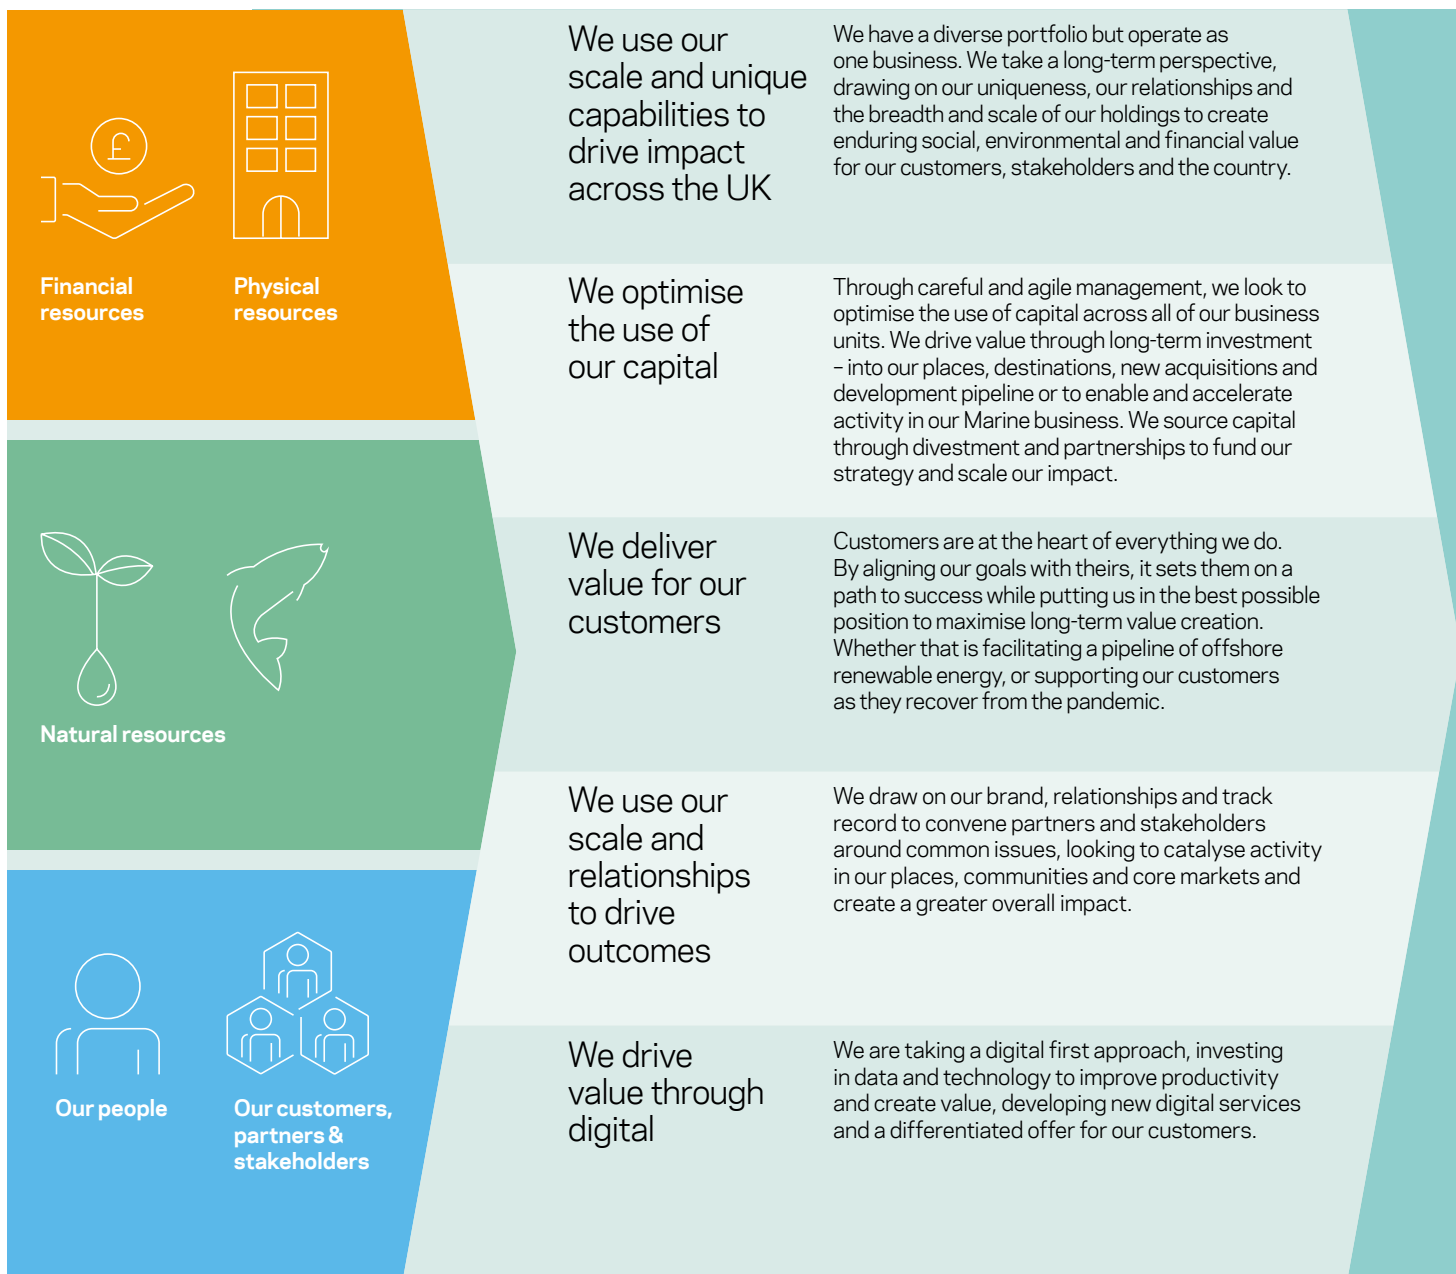 £
Financial
resources
Physical
resources
Natural resources
Our people
Our customers,
partners &
stakeholders
We use our
scale and unique
capabilities to
drive impact
across the UK
We have a diverse portfolio but operate as
one business. We take a long-term perspective,
drawing on our uniqueness, our relationships and
the breadth and scale of our holdings to create
enduring social, environmental and financial value
for our customers, stakeholders and the country.
We optimise
the use of
our capital
Through careful and agile management, we look to
optimise the use of capital across all of our business
units. We drive value through long-term investment
– into our places, destinations, new acquisitions and
development pipeline or to enable and accelerate
activity in our Marine business. We source capital
through divestment and partnerships to fund our
strategy and scale our impact.
We deliver
value for our
customers
Customers are at the heart of everything we do.
By aligning our goals with theirs, it sets them on a
path to success while putting us in the best possible
position to maximise long-term value creation.
Whether that is facilitating a pipeline of offshore
renewable energy, or supporting our customers
as they recover from the pandemic.
We use our
scale and
relationships
to drive
outcomes
We draw on our brand, relationships and track
record to convene partners and stakeholders
around common issues, looking to catalyse activity
in our places, communities and core markets and
create a greater overall impact.
We drive
value through
digital
We are taking a digital first approach, investing
in data and technology to improve productivity
and create value, developing new digital services
and a differentiated offer for our customers.